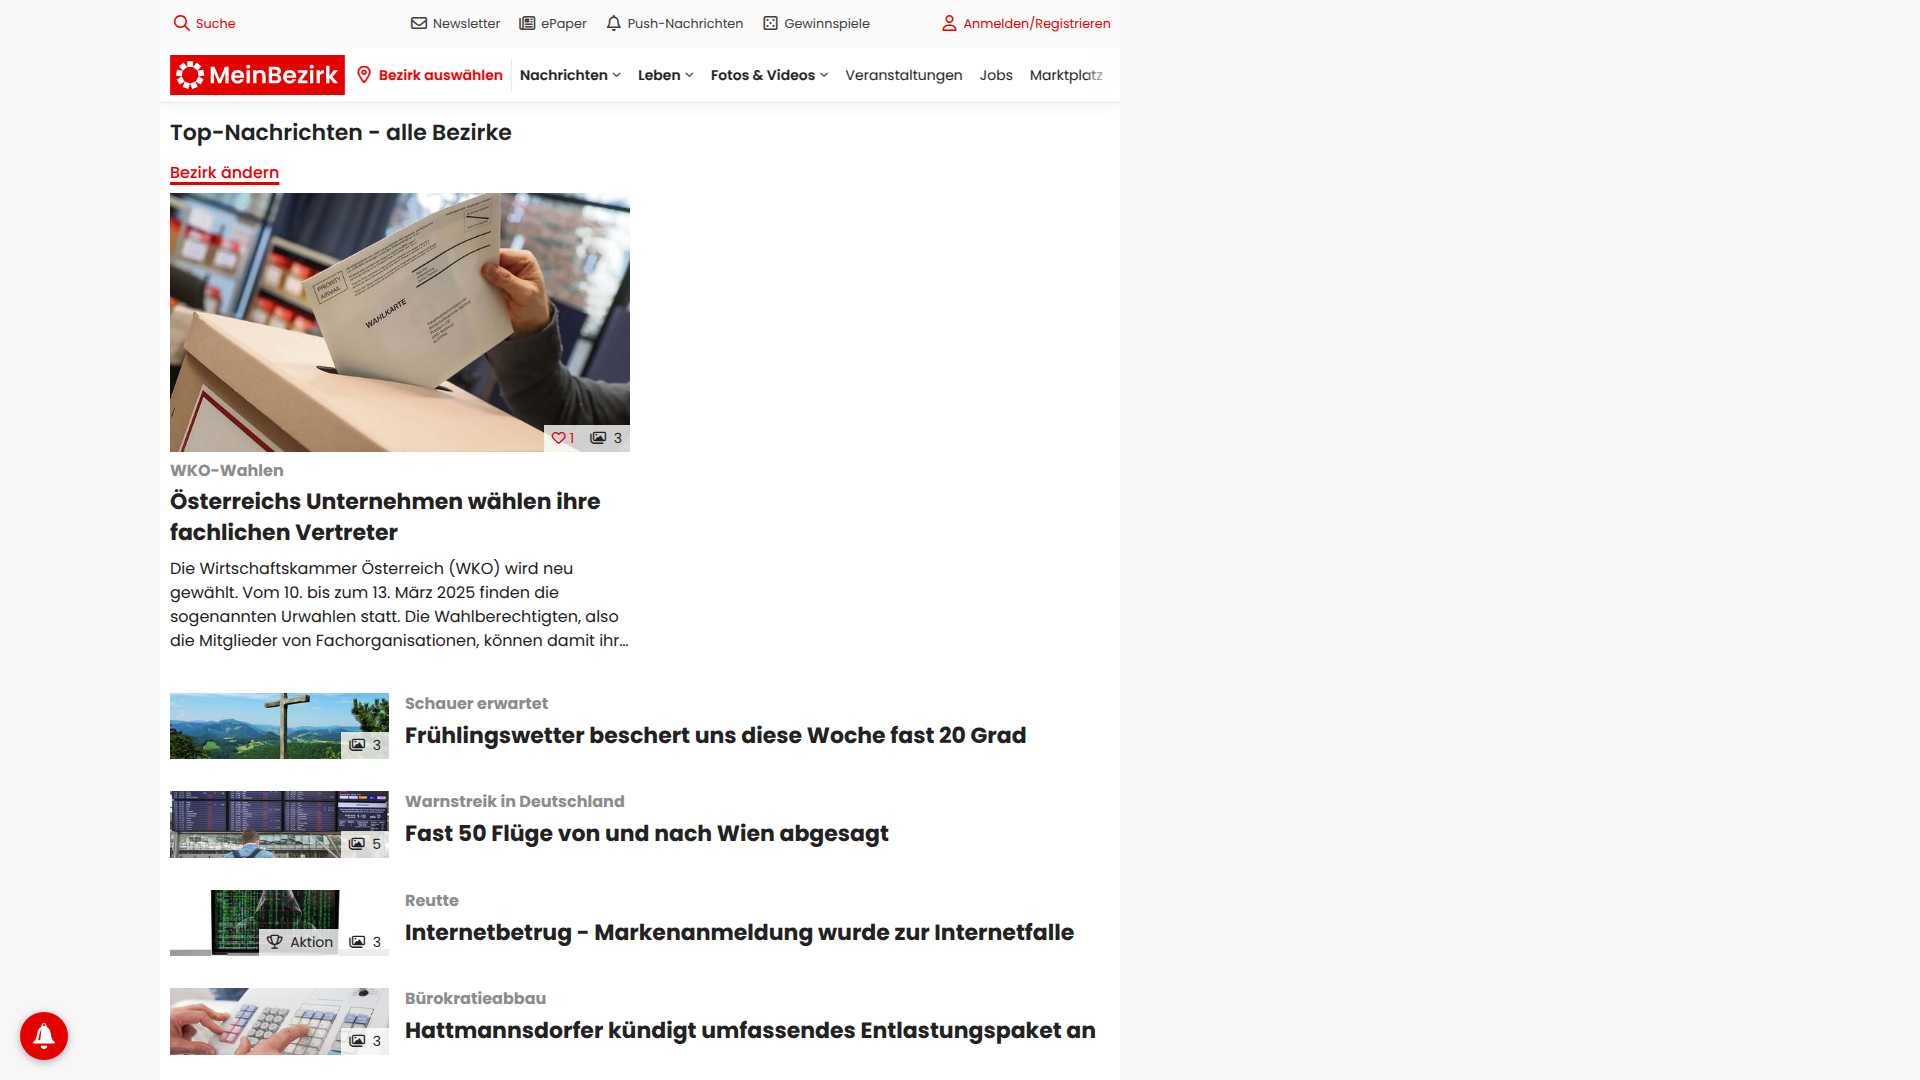 Suche
Newsletter
ePaper
Push-Nachrichten
Gewinnspiele
Anmelden/Registrieren
MeinBezirk
Bezirk auswählen
Nachrichten
Leben
Fotos & Videos
Veranstaltungen
Jobs
Marktplatz
Top-Nachrichten - alle Bezirke
Bezirk ändern
PRIORITY
AIRMAIL
WAHLKARTE
1
3
WKO-Wahlen
Österreichs Unternehmen wählen ihre
fachlichen Vertreter
Die Wirtschaftskammer Österreich (WKO) wird neu
gewählt. Vom 10. bis zum 13. März 2025 finden die
sogenannten Urwahlen statt. Die Wahlberechtigten, also
die Mitglieder von Fachorganisationen, können damit ihr...
3
Schauer erwartet
Frühlingswetter beschert uns diese Woche fast 20 Grad
5
Warnstreik in Deutschland
Fast 50 Flüge von und nach Wien abgesagt
Aktion 3
Reutte
Internetbetrug - Markenanmeldung wurde zur Internetfalle
3
Bürokratieabbau
Hattmannsdorfer kündigt umfassendes Entlastungspaket an